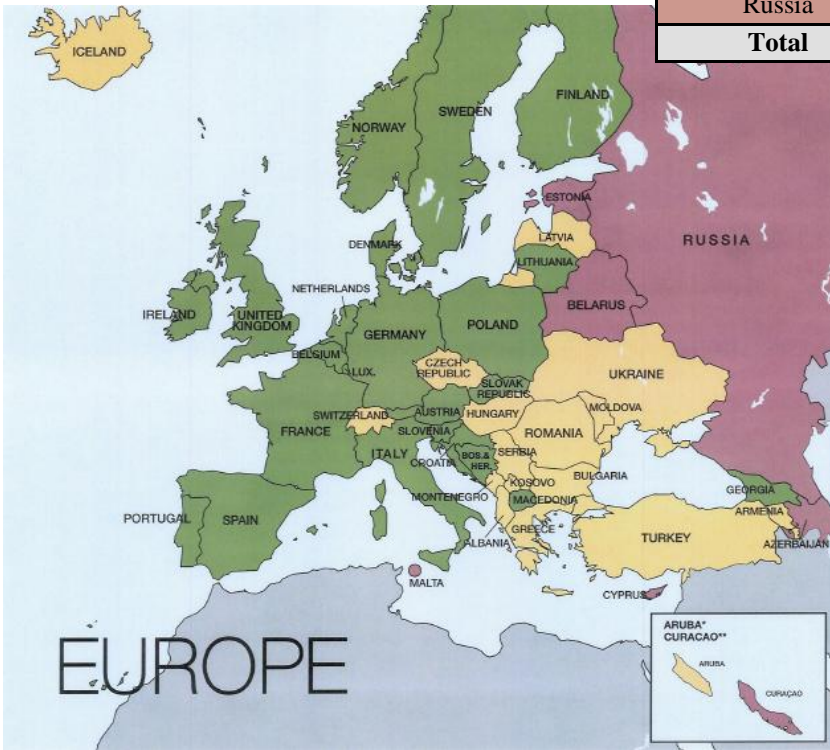 Russia
Total
ICELAND
FINLAND
SWEDEN
NORWAY
ESTONIA
RUSSIA
LATVIA
DENMARK
LITHUANIA
NETHERLANDS
BELARUS
IRELAND
UNITED
KINGDOM
POLAND
GERMANY
BELGIUM
CZECH
REPUBLIC
LUX.
UKRAINE
SLOVAK
REPUBLIC
SWITZERLAND
AUSTRIA
HUNGARY
MOLDOVA
FRANCE
SLOVENIA
ROMANIA
ITALY
CROATIA
BOS.&
HER.
SERBIA
KOSOVO
BULGARIA
MONTENEGRO
MACEDONIA
GEORGIA
PORTUGAL
SPAIN
ARMENIA
GREECE
ALBANIA
TURKEY
AZERBAIJAN
MALTA
CYPRUS
EUROPE
ARUBA*
CURACAO**
ARUBA
CURAÇAO